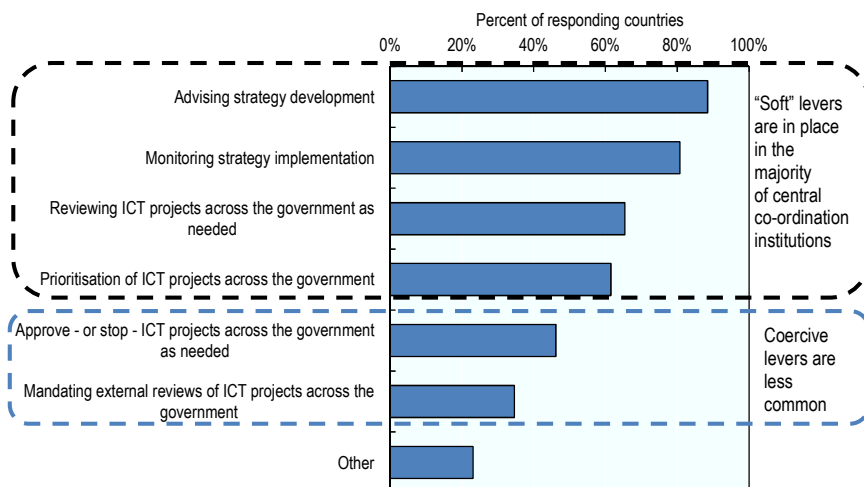 Percent of responding countries
0% 20% 40% 60% 80% 100%
Advising strategy development
Monitoring strategy implementation
Reviewing ICT projects across the government as
needed
Prioritisation of ICT projects across the government
“Soft” levers
are in place
in the
majority
of central
co-ordination
institutions
Approve - or stop - ICT projects across the government
as needed
Mandating external reviews of ICT projects across the
government
Coercive
levers are
less
common
Other